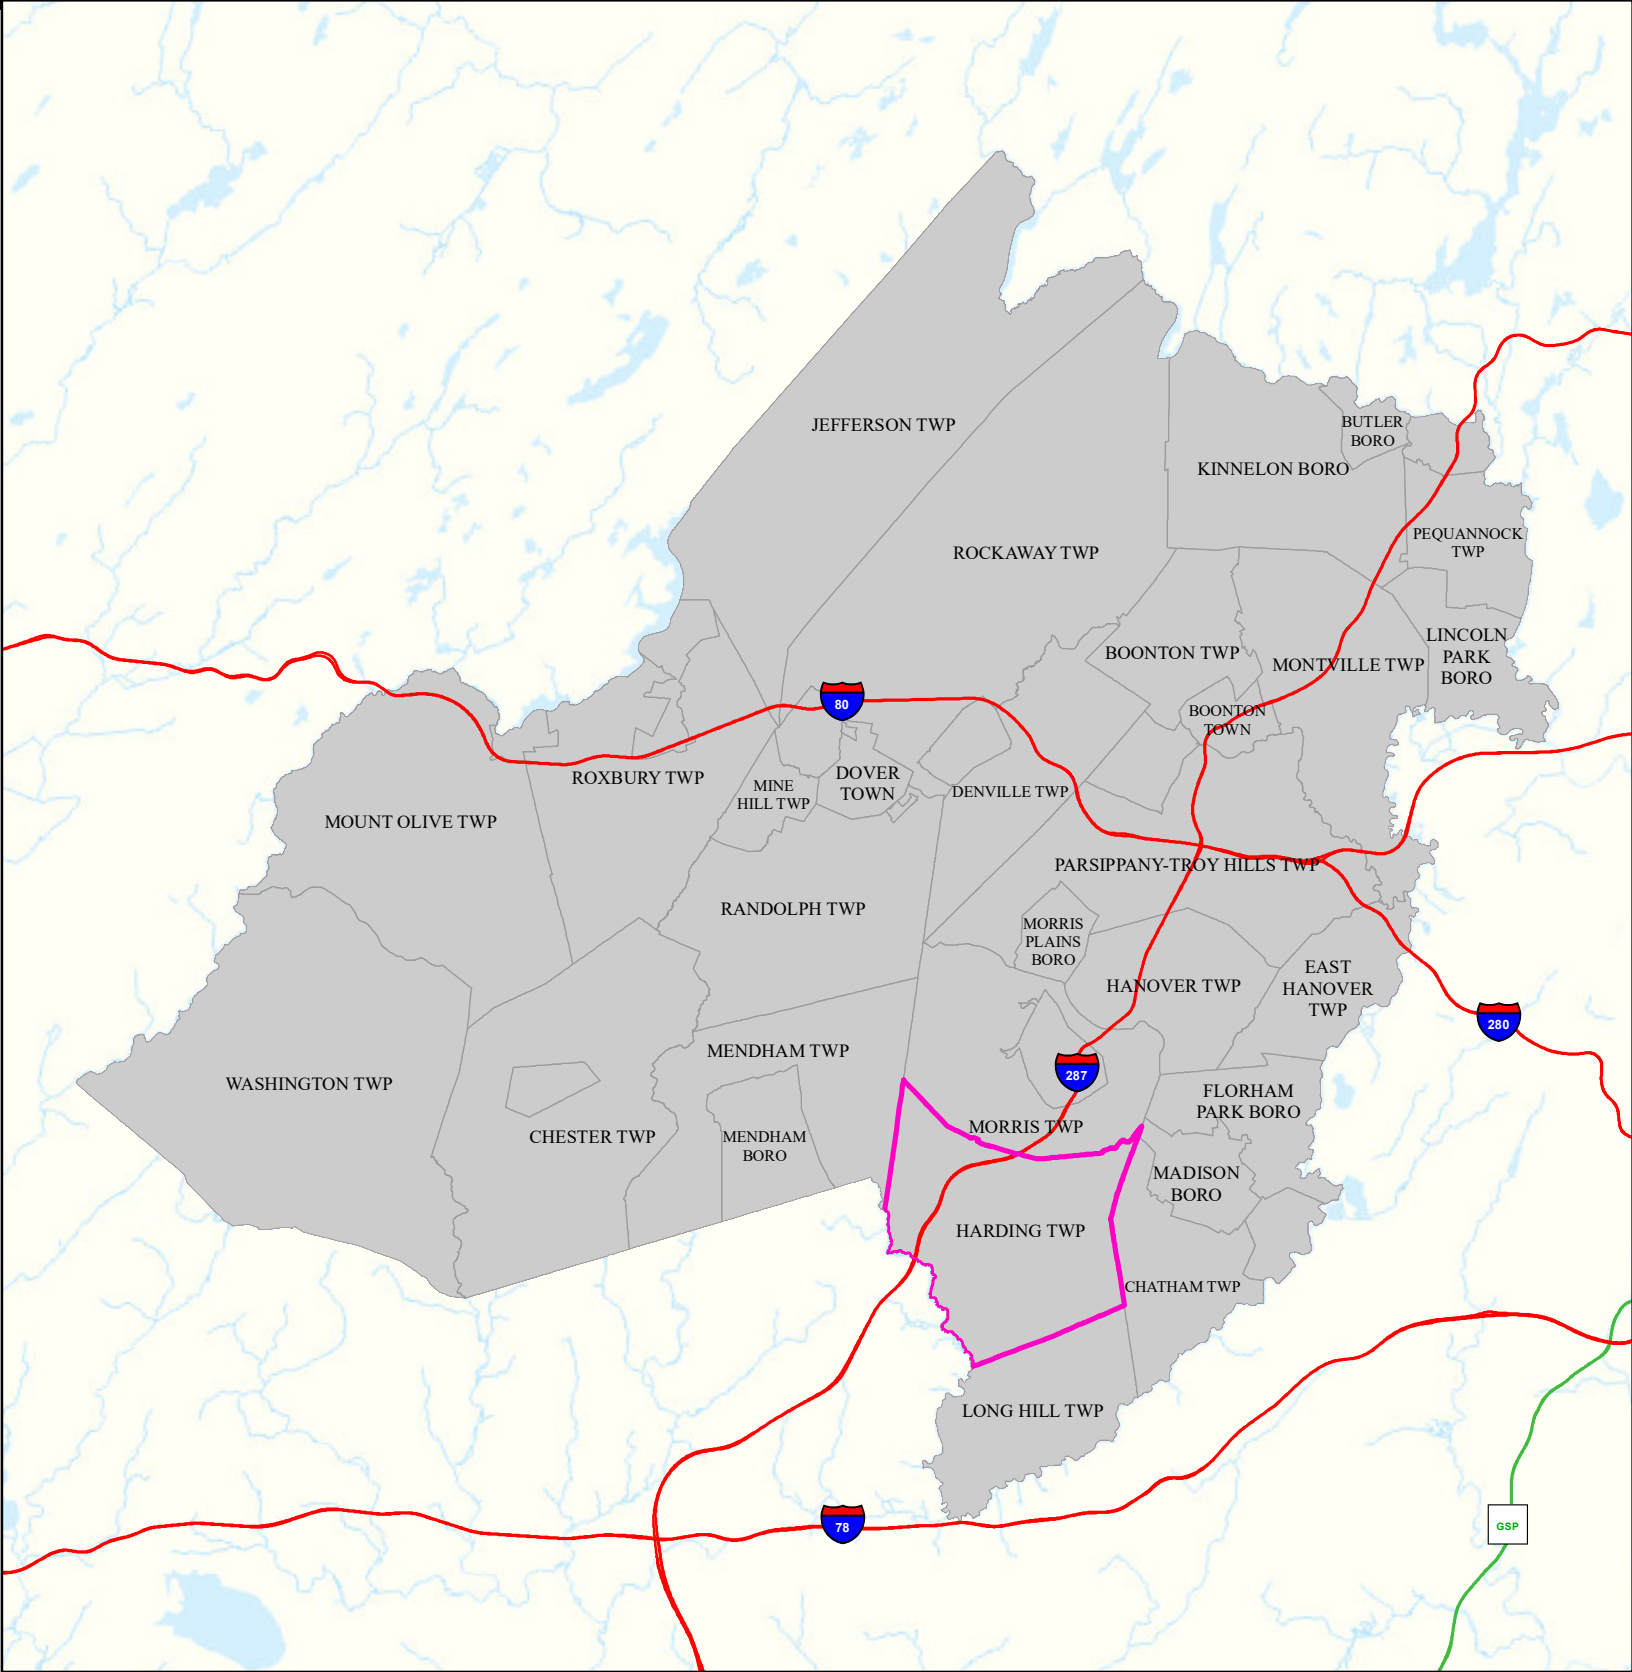 JEFFERSON TWP
BUTLER
BORO
KINNELON BORO
PEQUANNOCK
TWP
ROCKAWAY TWP
LINCOLN
PARK
BORO
BOONTON TWP
MONTVILLE TWP
80
BOONTON
TOWN
ROXBURY TWP
MINE
HILL TWP
DOVER
TOWN
DENVILLE TWP
MOUNT OLIVE TWP
PARSIPPANY-TROY HILLS TWP
RANDOLPH TWP
MORRIS
PLAINS
BORO
HANOVER TWP
EAST
HANOVER
TWP
280
MENDHAM TWP
287
WASHINGTON TWP
FLORHAM
PARK BORO
CHESTER TWP
MENDHAM
BORO
MORRIS TWP
MADISON
BORO
HARDING TWP
CHATHAM TWP
LONG HILL TWP
78
GSP